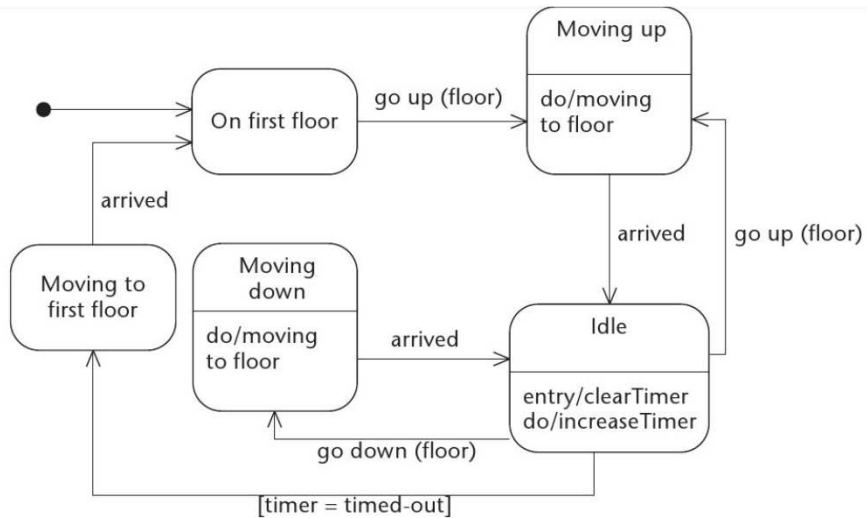 Moving up
do/moving
to floor
On first floor
go up (floor)
arrived
Moving to
first floor
Moving
down
do/moving
to floor
arrived
arrived
go up (floor)
Idle
entry/clearTimer
do/increaseTimer
go down (floor)
[timer = timed-out]